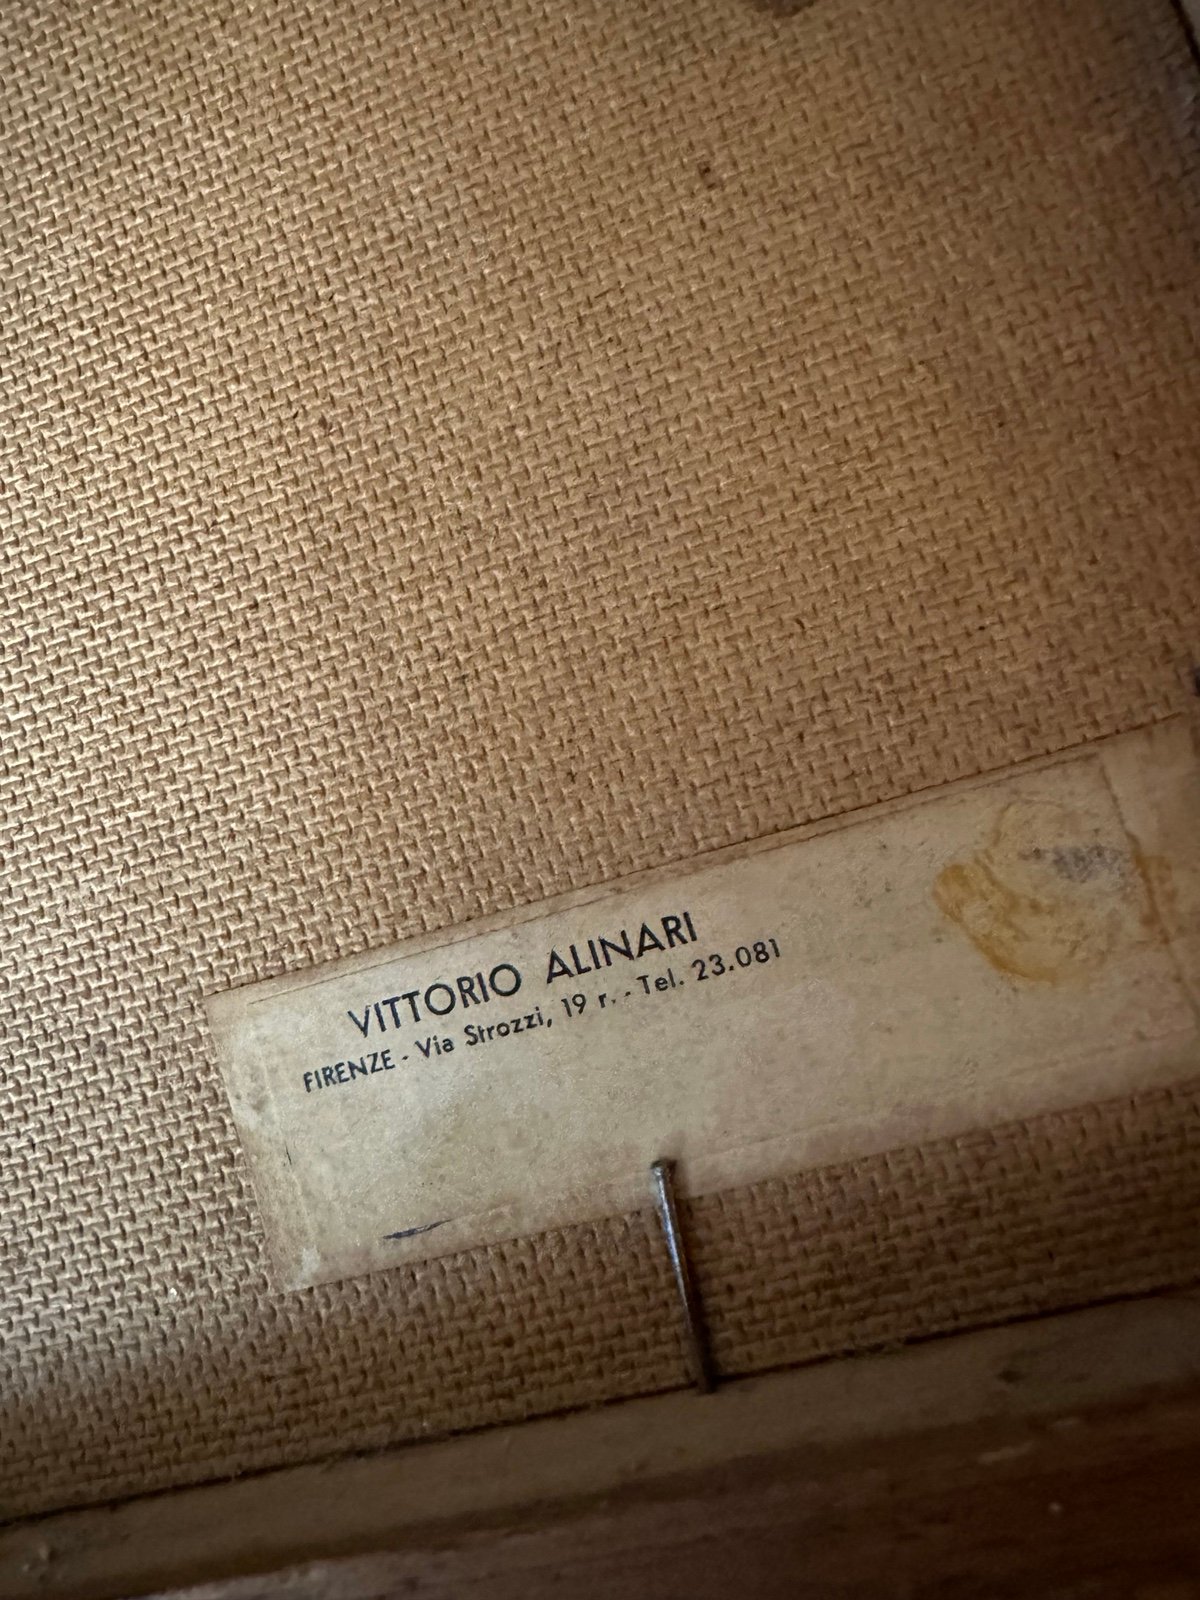 VITTORIO ALINARI
FIRENZE - Via Strozzi, 19 r. - Tel. 23.081